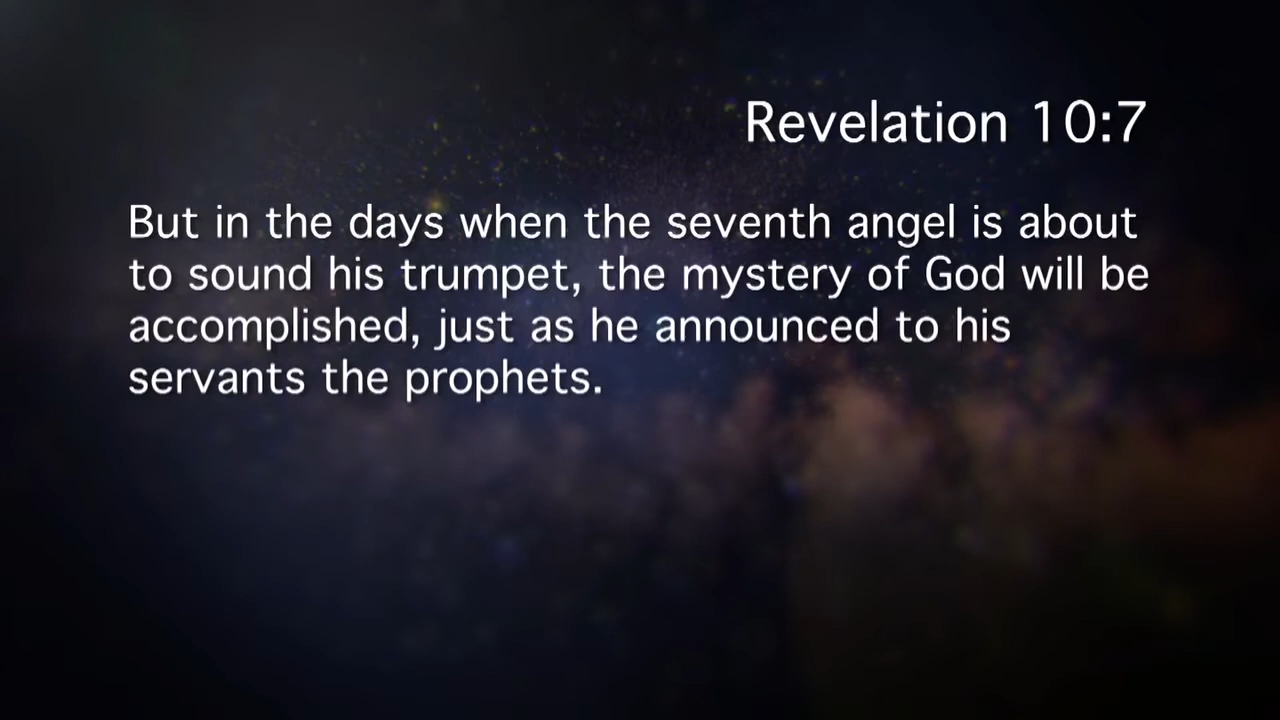 Revelation 10:7
But in the days when the seventh angel is about
to sound his trumpet, the mystery of God will be
accomplished, just as he announced to his
servants the prophets.